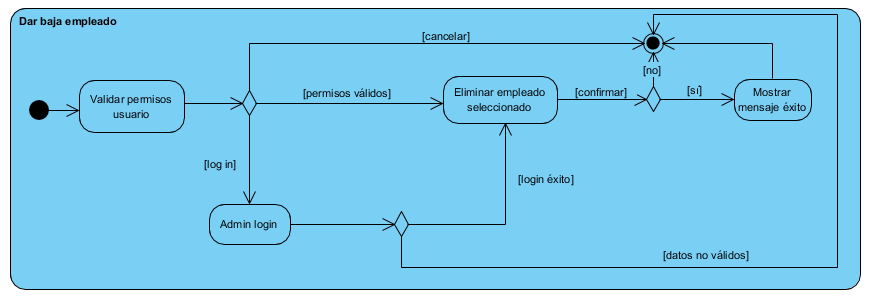 Dar baja empleado
[cancelar]
[no]
Validar permisos
usuario
[permisos válidos]
Eliminar empleado
seleccionado
[confirmar]
[sí]
Mostrar
mensaje éxito
[log in]
[login éxito]
Admin login
[datos no válidos]